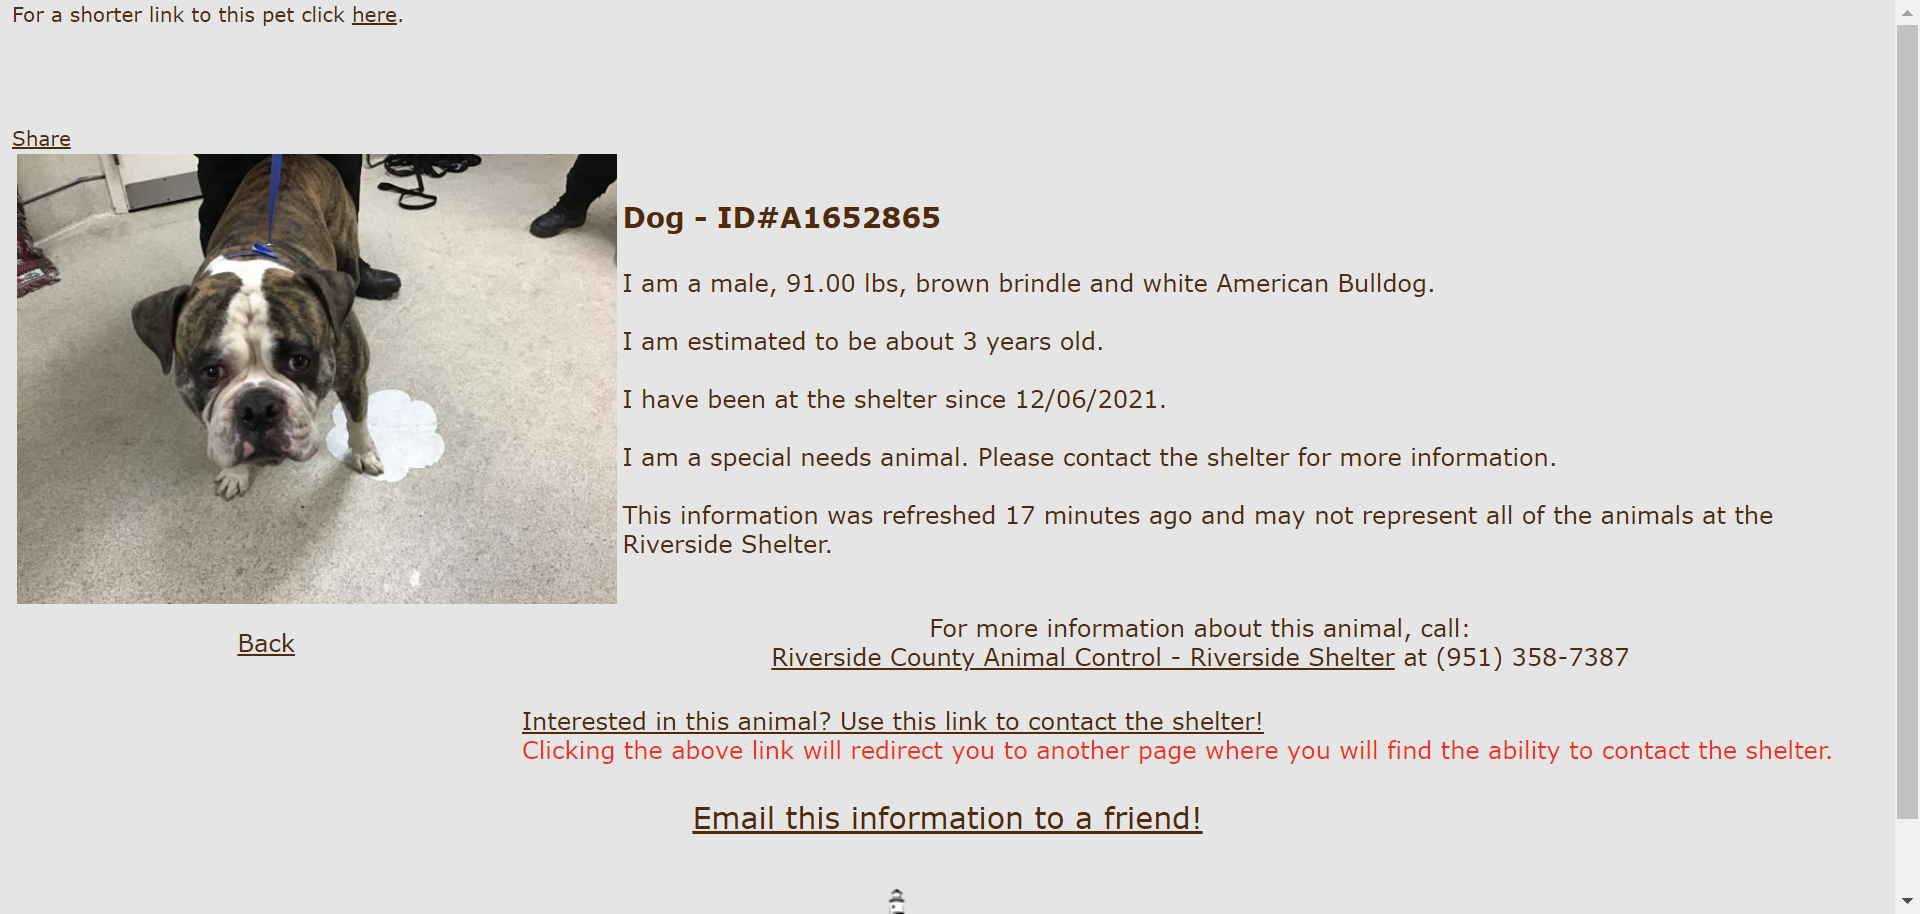 For a shorter link to this pet click here.
Share
Dog - ID#A1652865
I am a male, 91.00 lbs, brown brindle and white American Bulldog.
I am estimated to be about 3 years old.
I have been at the shelter since 12/06/2021.
I am a special needs animal. Please contact the shelter for more information.
This information was refreshed 17 minutes ago and may not represent all of the animals at the
Riverside Shelter.
Back
For more information about this animal, call:
Riverside County Animal Control - Riverside Shelter at (951) 358-7387
Interested in this animal? Use this link to contact the shelter!
Clicking the above link will redirect you to another page where you will find the ability to contact the shelter.
Email this information to a friend!